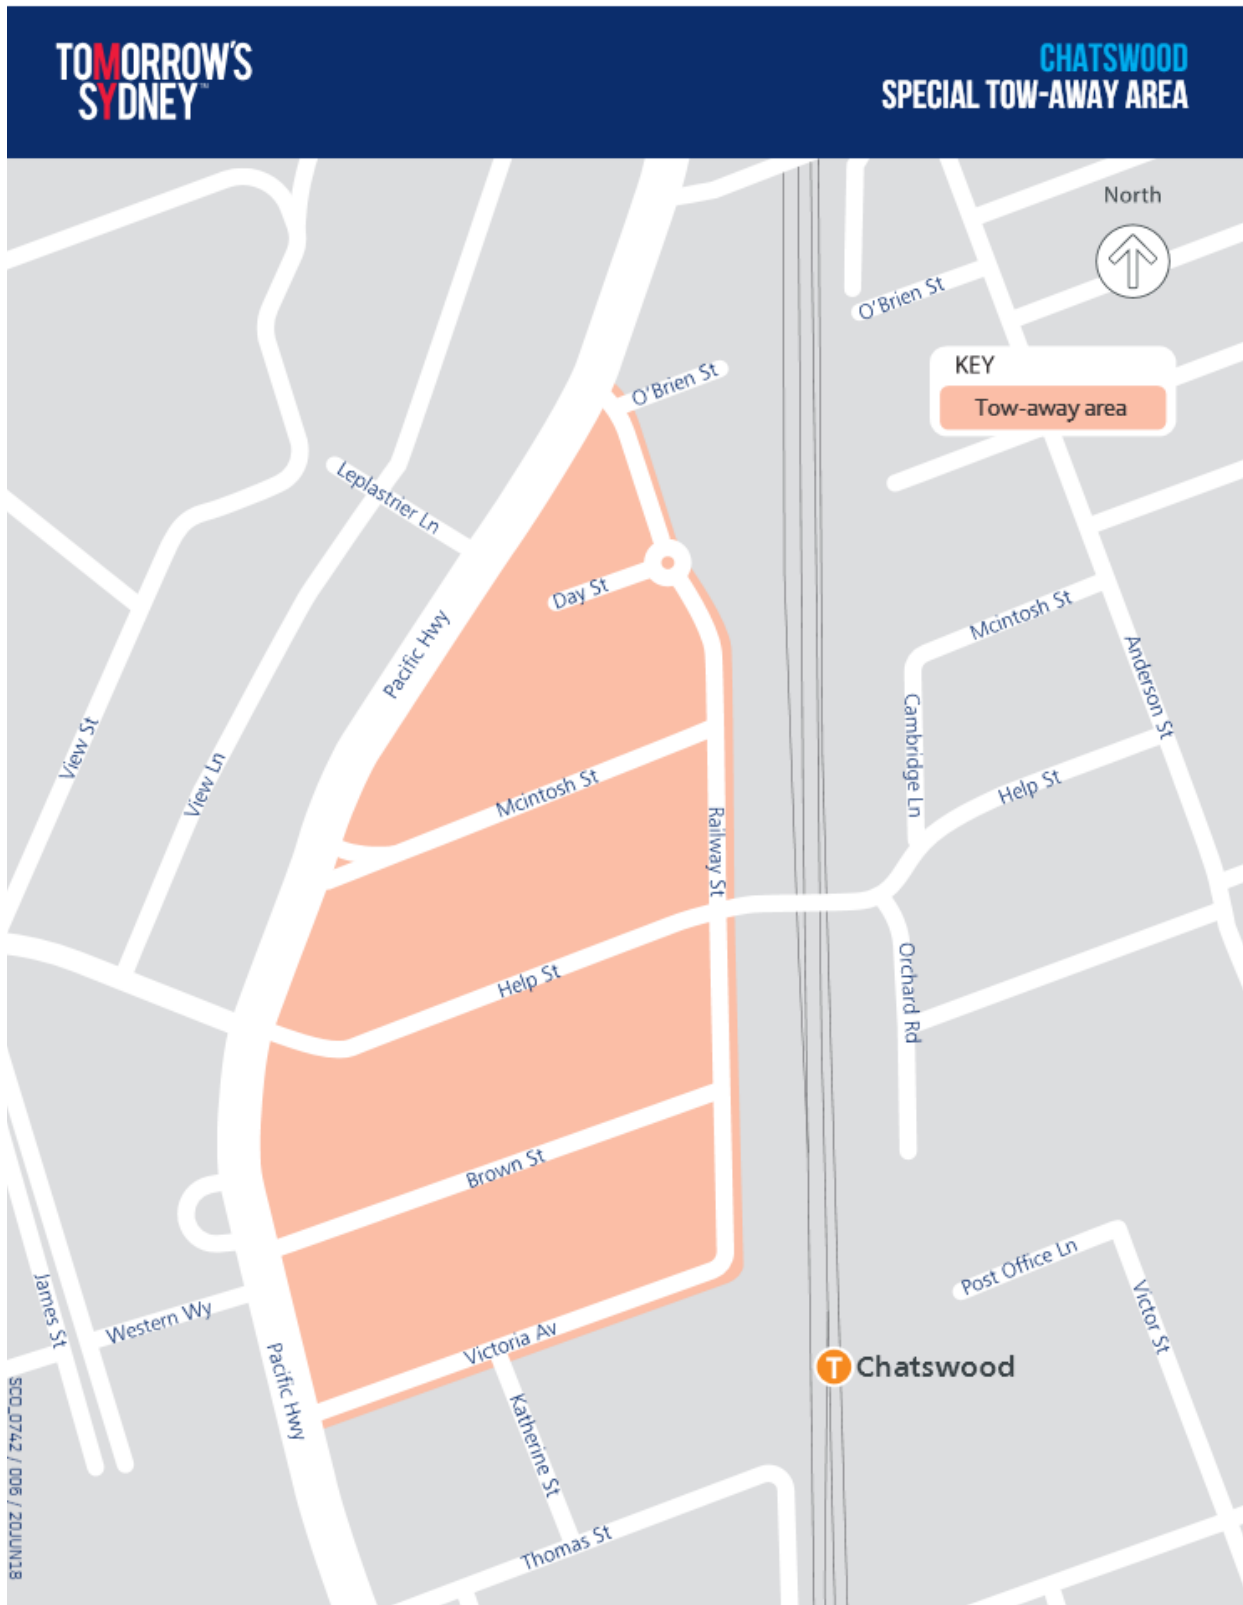 TOMORROW'S
SYDNEY™
CHATSWOOD
SPECIAL TOW-AWAY AREA
North
O'Brien St
KEY
Tow-away area
O'Brien St
Leplastrier Ln
Day St
Mcintosh St
Pacific Hwy
Anderson St
View St
View Ln
Cambridge Ln
Mcintosh St
Help St
Railway St
Help St
Orchard Rd
Brown St
Post Office Ln
James St
Western Wy
Victor St
Victoria Av
Pacific Hwy
T Chatswood
Katherine St
SCO_0742 / 006 / 20JUN18
Thomas St